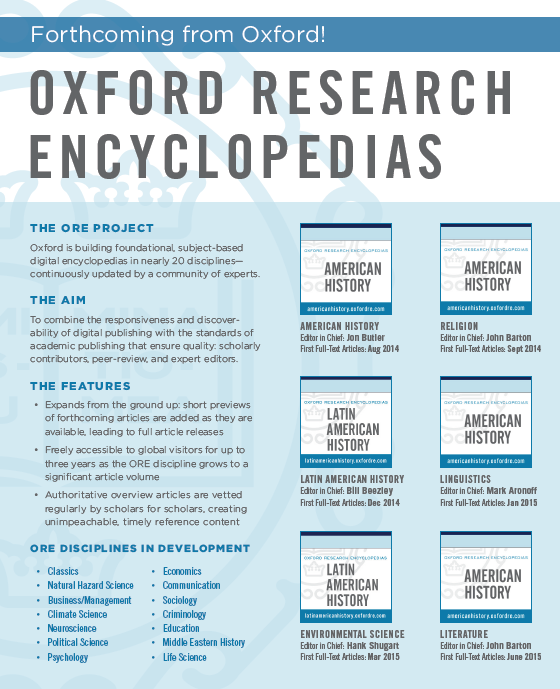 Forthcoming from Oxford!
OXFORD RESEARCH
ENCYCLOPEDIAS
THE ORE PROJECT
Oxford is building foundational, subject-based
digital encyclopedias in nearly 20 disciplines—
continuously updated by a community of experts.
THE AIM
To combine the responsiveness and discover-
ability of digital publishing with the standards of
academic publishing that ensure quality: scholarly
contributors, peer-review, and expert editors.
THE FEATURES
• Expands from the ground up: short previews
of forthcoming articles are added as they are
available, leading to full article releases
• Freely accessible to global visitors for up to
three years as the ORE discipline grows to a
significant article volume
• Authoritative overview articles are vetted
regularly by scholars for scholars, creating
unimpeachable, timely reference content
ORE DISCIPLINES IN DEVELOPMENT
• Classics
• Natural Hazard Science
• Business/Management
• Climate Science
• Neuroscience
• Political Science
• Psychology
• Economics
• Communication
• Sociology
• Criminology
• Education
• Middle Eastern History
• Life Science
OXFORD RESEARCH ENCYCLOPEDIAS
AMERICAN
HISTORY
americanhistory.oxfordre.com
AMERICAN HISTORY
Editor in Chief: Jon Butler
First Full-Text Articles: Aug 2014
OXFORD RESEARCH ENCYCLOPEDIAS
AMERICAN
HISTORY
americanhistory.oxfordre.com
RELIGION
Editor in Chief: John Barton
First Full-Text Articles: Sept 2014
OXFORD RESEARCH ENCYCLOPEDIAS
LATIN
AMERICAN
HISTORY
latinamericanhistory.oxfordre.com
LATIN AMERICAN HISTORY
Editor in Chief: Bill Beezley
First Full-Text Articles: Dec 2014
OXFORD RESEARCH ENCYCLOPEDIAS
AMERICAN
HISTORY
americanhistory.oxfordre.com
LINGUISTICS
Editor in Chief: Mark Aronoff
First Full-Text Articles: Jan 2015
OXFORD RESEARCH ENCYCLOPEDIAS
LATIN
AMERICAN
HISTORY
latinamericanhistory.oxfordre.com
ENVIRONMENTAL SCIENCE
Editor in Chief: Hank Shugart
First Full-Text Articles: Mar 2015
OXFORD RESEARCH ENCYCLOPEDIAS
AMERICAN
HISTORY
americanhistory.oxfordre.com
LITERATURE
Editor in Chief: John Barton
First Full-Text Articles: June 2015